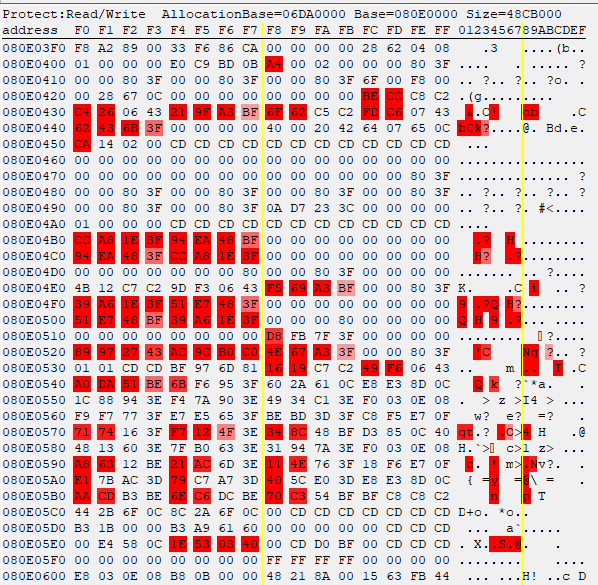 Protect:Read/Write AllocationBase=06DA0000 Base=080E0000 Size=48CB000
address F0 F1 F2 F3 F4 F5 F6 F7 F8 F9 FA FB FC FD FE FF 0123456789ABCDEF
080E03F0 F8 A2 89 00 33 F6 86 CA 00 00 00 00 28 62 04 08 .3 ....(b..
080E0400 01 00 00 00 E0 C9 BD 0B A4 00 02 00 00 00 80 3F .... ..... ?
080E0410 00 00 80 3F 00 00 80 3F 00 00 80 3F 6F 00 F8 00 .. ?.. ?.. ?o. .
080E0420 00 28 67 0C 00 00 00 00 00 00 00 00 BE CC C8 C2 .(g.........
080E0430 C4 26 06 43 21 9F A3 BF 6F 62 C5 C2 FD C6 07 43 &.C! ob .C
080E0440 62 43 6B 3F 00 00 00 00 40 00 20 42 64 07 65 0C bCk?....@. Bd.e.
080E0450 CA 14 02 00 CD CD CD CD CD CD CD CD CD CD CD CD ...
080E0460 00 00 00 00 00 00 00 00 00 00 00 00 00 00 00 00 ................
080E0470 00 00 00 00 00 00 00 00 00 00 00 00 00 00 80 3F .............. ?
080E0480 00 00 80 3F 00 00 80 3F 00 00 80 3F 00 00 80 3F .. ?.. ?.. ?.. ?
080E0490 00 00 80 3F 00 00 80 3F 0A D7 23 3C 00 00 00 00 .. ?.. ?. #<....
080E04A0 01 00 00 00 CD CD CD CD CD CD CD CD CD CD CD CD ....
080E04B0 CC A8 1E 3F 94 EA 48 BF 00 00 00 00 00 00 00 00 .? H ........
080E04C0 94 EA 48 3F CC A8 1E 3F 00 00 00 00 00 00 00 00 H? .?........
080E04D0 00 00 00 00 00 00 00 00 00 00 80 3F 00 00 00 00 .......... ?....
080E04E0 4B 12 C7 C2 9D F3 06 43 F5 69 A3 BF 00 00 80 3F K. .C i .. ?
080E04F0 39 A6 1E 3F 51 E7 48 3F 00 00 00 00 00 00 00 00 9 .?Q H?........
080E0500 51 E7 48 BF 39 A6 1E 3F 00 00 00 00 00 00 00 00 Q H 9 .?........
080E0510 00 00 00 00 00 00 00 00 D8 FB 7F 3F 00 00 00 00 ........ ?....
080E0520 89 97 27 43 AC 9C B0 C0 4E 67 A3 3F 00 00 80 3F 'C Ng ?.. ?
080E0530 01 01 CD CD BF 97 6D 81 16 19 C7 C2 49 F6 06 43 .. m .. I .C
080E0540 A0 DA 51 BE 6B F6 95 3F 60 2A 61 0C E8 E3 8D 0C Q k ?`*a. .
080E0550 1C 88 94 3E F4 7A 90 3E 49 34 C1 3E F0 03 0E 08 . > z >I4 > ...
080E0560 F9 F7 77 3F E7 E5 65 3F BE BD 3D 3F C8 F5 E7 0F w? e? =? .
080E0570 71 74 16 3F F7 12 4F 3E 34 8C 48 BF D3 85 0C 40 qt.? .O>4 H .@
080E0580 48 13 60 3E 7F B0 63 3E 31 94 7A 3E F0 03 0E 08 H.`> c>1 z> ...
080E0590 A8 63 12 BE 21 AC 6D 3E 11 4E 76 3F 18 F6 E7 0F c. ! m>.Nv?. .
080E05A0 E1 7B AC 3D 79 C7 A7 3D 40 5C E0 3D E8 E3 8D 0C { =y =@\ = .
080E05B0 AA CD B3 BE 6E C6 DC BE 70 C3 54 BF BF C8 C8 C2 n p T
080E05C0 44 2B 6F 0C 8C 2A 6F 0C 00 CD CD CD CD CD CD CD D+o. *o..
080E05D0 B3 1B 00 00 B3 A9 61 60 00 00 00 00 CD CD CD CD ... a`.....
080E05E0 00 E4 58 0C 1E 53 03 40 00 CD D0 BF 00 CD CD CD . X..S.@. .
080E05F0 00 00 00 00 00 00 00 00 FF FF FF FF 00 00 00 00 ........ ....
080E0600 E8 03 0E 08 B8 0B 00 00 48 21 8A 00 15 63 FB 44 ... ...H! ..c D